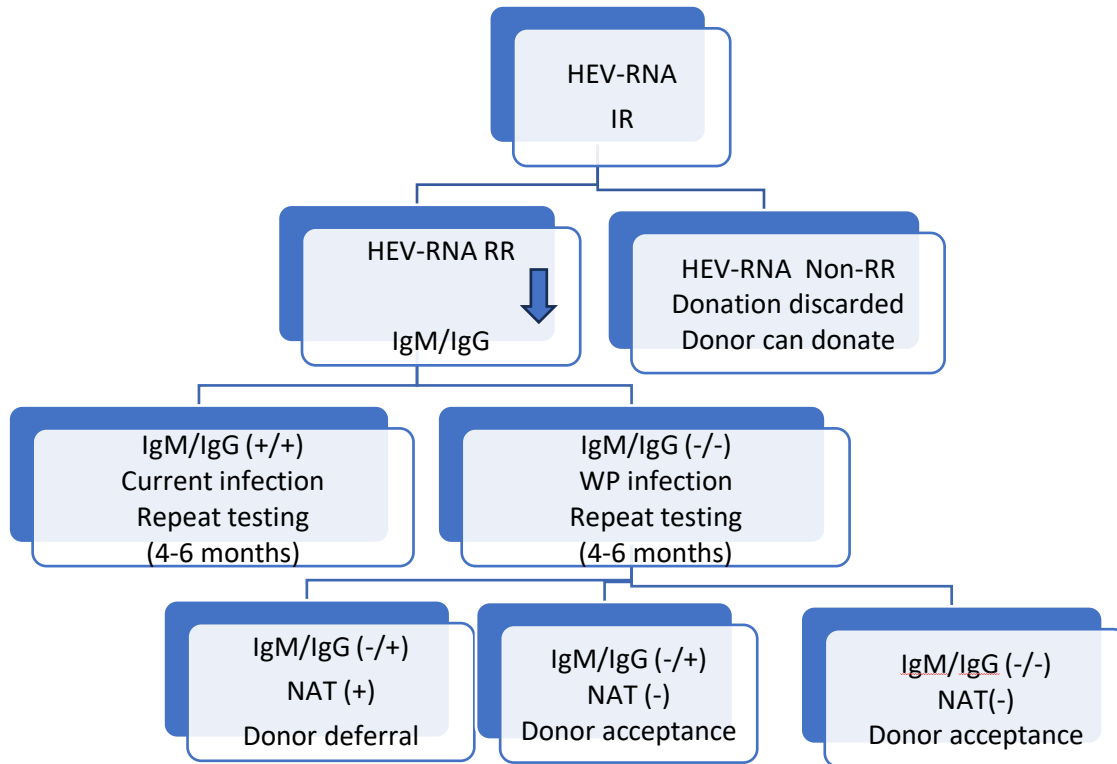 HEV-RNA
IR
HEV-RNA RR
IgM/IgG
HEV-RNA Non-RR
Donation discarded
Donor can donate
IgM/IgG (+/+)
Current infection
Repeat testing
(4-6 months)
IgM/IgG (-/-)
WP infection
Repeat testing
(4-6 months)
IgM/IgG (-/+)
NAT (+)
Donor deferral
IgM/IgG (-/+)
NAT (-)
Donor acceptance
IgM/IgG (-/-)
NAT(-)
Donor acceptance